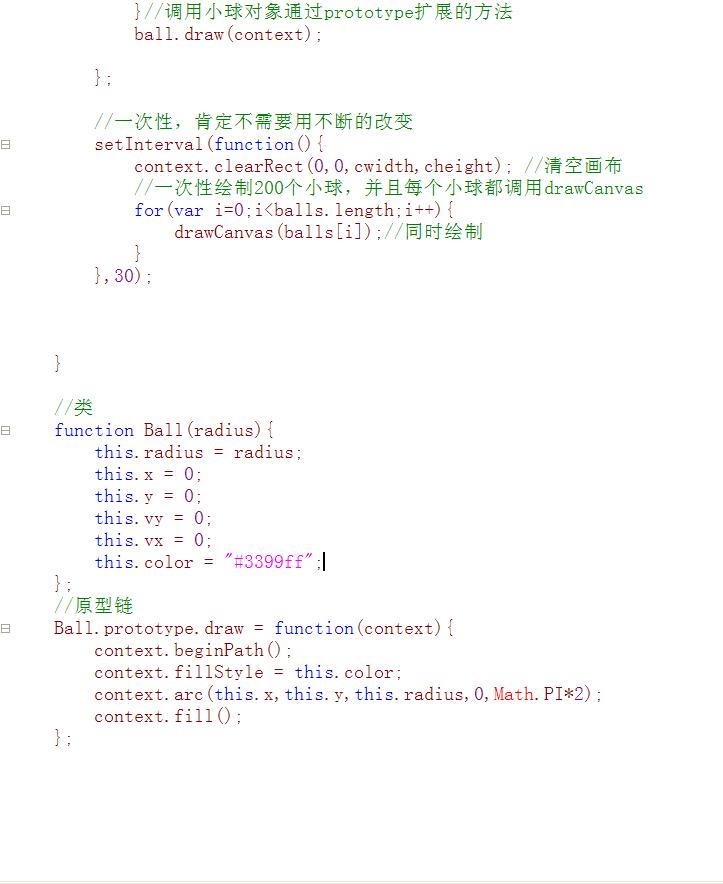 }//调用小球对象通过prototype扩展的方法
ball.draw(context);
};
//一次性，肯定不需要用不断的改变
setInterval(function(){
context.clearRect(0,0,cwidth,cheight); //清空画布
//一次性绘制200个小球，并且每个小球都调用drawCanvas
for(var i=0;i<balls.length;i++){
drawCanvas(balls[i]);//同时绘制
}
},30);
}
//类
function Ball(radius){
this.radius = radius;
this.x = 0;
this.y = 0;
this.vy = 0;
this.vx = 0;
this.color = "#3399ff";
};
//原型链
Ball.prototype.draw = function(context){
context.beginPath();
context.fillStyle = this.color;
context.arc(this.x,this.y,this.radius,0,Math.PI*2);
context.fill();
};